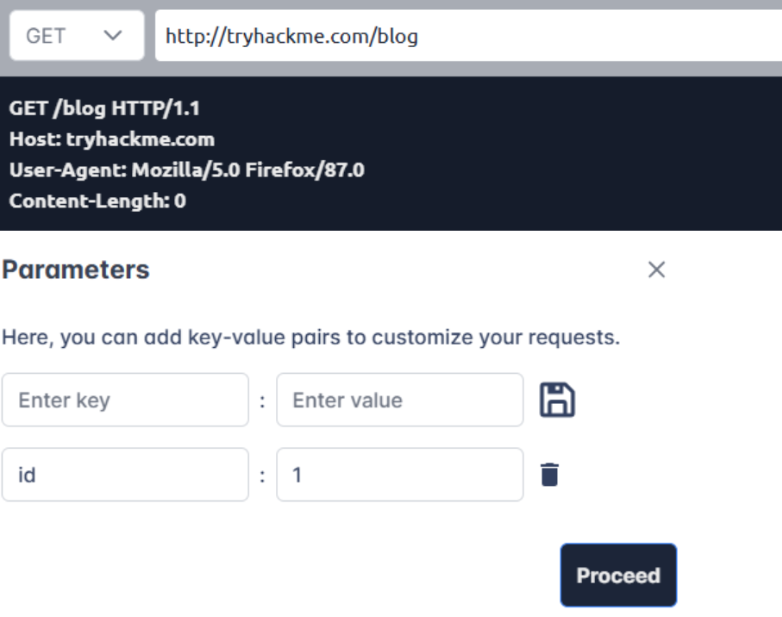 GET http://tryhackme.com/blog
GET /blog HTTP/1.1
Host: tryhackme.com
User-Agent: Mozilla/5.0 Firefox/87.0
Content-Length: 0
Parameters
Here, you can add key-value pairs to customize your requests.
Enter key : Enter value
id : 1
Proceed